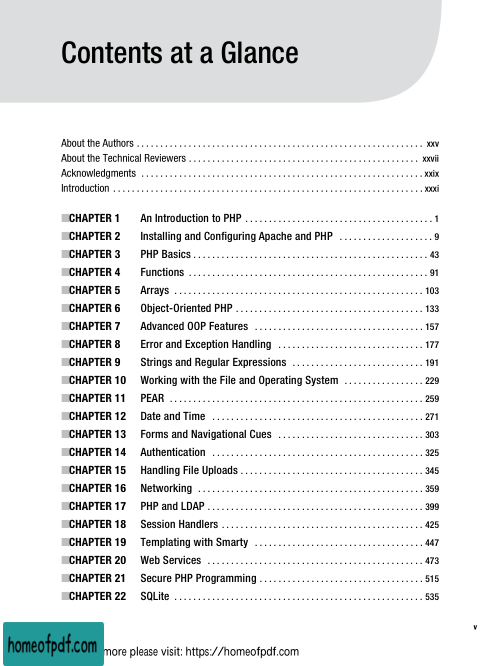 Contents at a Glance
About the Authors . . . . . . . . . . . . . . . . . . . . . . . . . . . . . . . . . . . . . . . . . . . . . . . . . . . . . . . . . . . . xxv
About the Technical Reviewers . . . . . . . . . . . . . . . . . . . . . . . . . . . . . . . . . . . . . . . . . . . . . . . . xxvii
Acknowledgments . . . . . . . . . . . . . . . . . . . . . . . . . . . . . . . . . . . . . . . . . . . . . . . . . . . . . . . . . . xxix
Introduction . . . . . . . . . . . . . . . . . . . . . . . . . . . . . . . . . . . . . . . . . . . . . . . . . . . . . . . . . . . . . . . . xxxi
CHAPTER 1 An Introduction to PHP . . . . . . . . . . . . . . . . . . . . . . . . . . . . . . . . . . . . . . . . 1
CHAPTER 2 Installing and Configuring Apache and PHP . . . . . . . . . . . . . . . . . . . . 9
CHAPTER 3 PHP Basics . . . . . . . . . . . . . . . . . . . . . . . . . . . . . . . . . . . . . . . . . . . . . . . . . . 43
CHAPTER 4 Functions . . . . . . . . . . . . . . . . . . . . . . . . . . . . . . . . . . . . . . . . . . . . . . . . . . . 91
CHAPTER 5 Arrays . . . . . . . . . . . . . . . . . . . . . . . . . . . . . . . . . . . . . . . . . . . . . . . . . . . . . 103
CHAPTER 6 Object-Oriented PHP . . . . . . . . . . . . . . . . . . . . . . . . . . . . . . . . . . . . . . . . 133
CHAPTER 7 Advanced OOP Features . . . . . . . . . . . . . . . . . . . . . . . . . . . . . . . . . . . . 157
CHAPTER 8 Error and Exception Handling . . . . . . . . . . . . . . . . . . . . . . . . . . . . . . . 177
CHAPTER 9 Strings and Regular Expressions . . . . . . . . . . . . . . . . . . . . . . . . . . . . 191
CHAPTER 10 Working with the File and Operating System . . . . . . . . . . . . . . . . . 229
CHAPTER 11 PEAR . . . . . . . . . . . . . . . . . . . . . . . . . . . . . . . . . . . . . . . . . . . . . . . . . . . . . . 259
CHAPTER 12 Date and Time . . . . . . . . . . . . . . . . . . . . . . . . . . . . . . . . . . . . . . . . . . . . . 271
CHAPTER 13 Forms and Navigational Cues . . . . . . . . . . . . . . . . . . . . . . . . . . . . . . . 303
CHAPTER 14 Authentication . . . . . . . . . . . . . . . . . . . . . . . . . . . . . . . . . . . . . . . . . . . . . 325
CHAPTER 15 Handling File Uploads . . . . . . . . . . . . . . . . . . . . . . . . . . . . . . . . . . . . . . . 345
CHAPTER 16 Networking . . . . . . . . . . . . . . . . . . . . . . . . . . . . . . . . . . . . . . . . . . . . . . . . 359
CHAPTER 17 PHP and LDAP . . . . . . . . . . . . . . . . . . . . . . . . . . . . . . . . . . . . . . . . . . . . . . 399
CHAPTER 18 Session Handlers . . . . . . . . . . . . . . . . . . . . . . . . . . . . . . . . . . . . . . . . . . . 425
CHAPTER 19 Templating with Smarty . . . . . . . . . . . . . . . . . . . . . . . . . . . . . . . . . . . . 447
CHAPTER 20 Web Services . . . . . . . . . . . . . . . . . . . . . . . . . . . . . . . . . . . . . . . . . . . . . . 473
CHAPTER 21 Secure PHP Programming . . . . . . . . . . . . . . . . . . . . . . . . . . . . . . . . . . . 515
CHAPTER 22 SQLite . . . . . . . . . . . . . . . . . . . . . . . . . . . . . . . . . . . . . . . . . . . . . . . . . . . . . 535
v
homeofpdf.com more please visit: https://homeofpdf.com